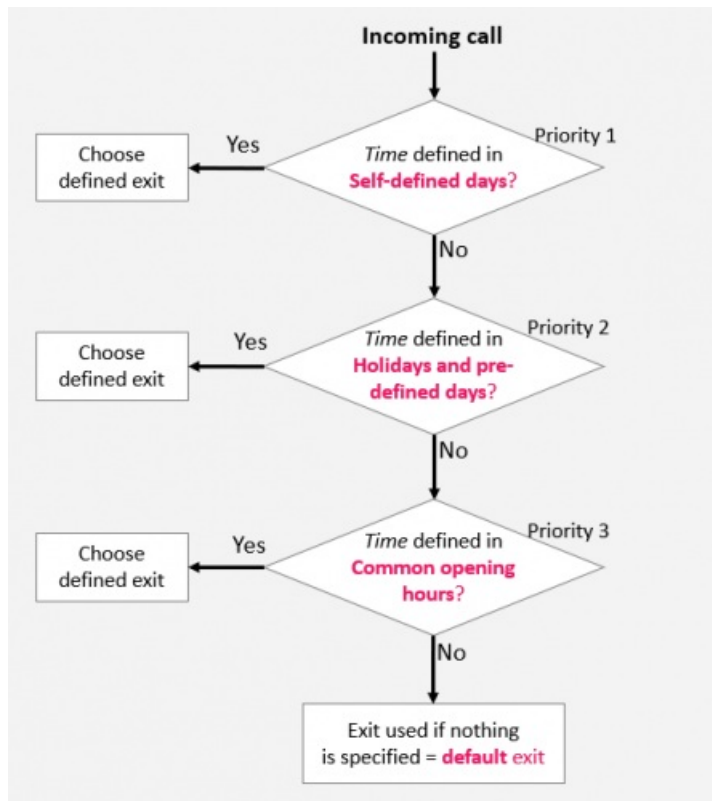 Incoming call
Priority 1
Time defined in
Self-defined days?
Yes
Choose
defined exit
No
Priority 2
Time defined in
Holidays and pre-
defined days?
Yes
Choose
defined exit
No
Priority 3
Time defined in
Common opening
hours?
Yes
Choose
defined exit
No
Exit used if nothing
is specified = default exit